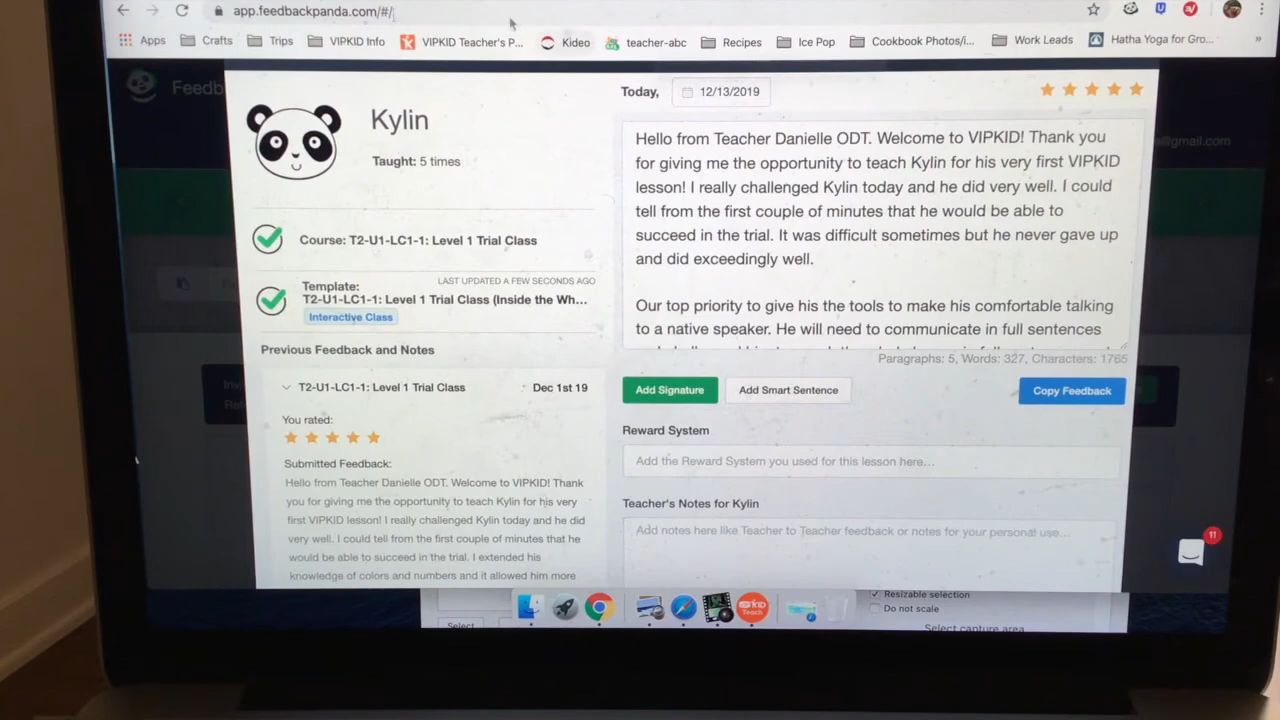 app.feedbackpanda.com/#/
Apps
Crafts
Trips
VIPKID Info
VIPKID Teacher's P...
Kideo
teacher-abc
Recipes
Ice Pop
Cookbook Photos/i...
Work Leads
Hatha Yoga for Gro...
»
Feedb
@gmail.com
Kylin
Taught: 5 times
Course: T2-U1-LC1-1: Level 1 Trial Class
LAST UPDATED A FEW SECONDS AGO
Template:
T2-U1-LC1-1: Level 1 Trial Class (Inside the Wh...
Interactive Class
Previous Feedback and Notes
T2-U1-LC1-1: Level 1 Trial Class
Dec 1st 19
You rated:
Submitted Feedback:
Hello from Teacher Danielle ODT. Welcome to VIPKID! Thank
you for giving me the opportunity to teach Kylin for his very
first VIPKID lesson! I really challenged Kylin today and he did
very well. I could tell from the first couple of minutes that he
would be able to succeed in the trial. I extended his
knowledge of colors and numbers and it allowed him more
Today,
12/13/2019
Hello from Teacher Danielle ODT. Welcome to VIPKID! Thank you
for giving me the opportunity to teach Kylin for his very first VIPKID
lesson! I really challenged Kylin today and he did very well. I could
tell from the first couple of minutes that he would be able to
succeed in the trial. It was difficult sometimes but he never gave up
and did exceedingly well.
Our top priority to give his the tools to make his comfortable talking
to a native speaker. He will need to communicate in full sentences
Paragraphs: 5, Words: 327, Characters: 1765
Add Signature
Add Smart Sentence
Copy Feedback
Reward System
Add the Reward System you used for this lesson here...
Teacher's Notes for Kylin
Add notes here like Teacher to Teacher feedback or notes for your personal use...
11
Resizable selection
Do not scale
Select capture area
Select
KID
Teach